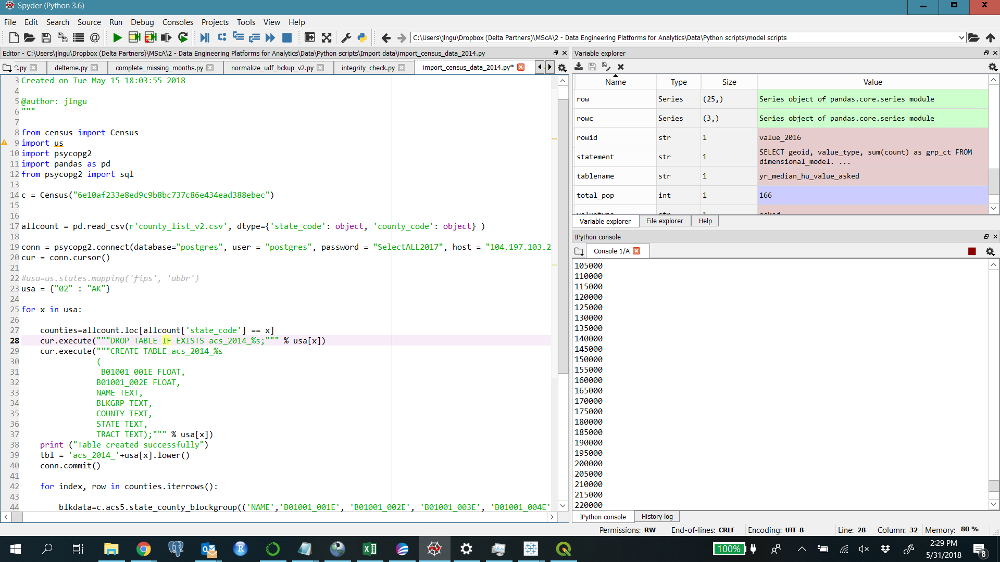 Spyder (Python 3.6)
File Edit Search Source Run Debug Consoles Projects Tools View Help
C:\Users\jlngu\Dropbox (Delta Partners)\MScA\2 - Data Engineering Platforms for Analytics\Data\Python scripts\model scripts
Editor - C:\Users\jlngu\Dropbox (Delta Partners)\MScA\2 - Data Engineering Platforms for Analytics\Data\Python scripts\Import data\import_census_data_2014.py
.py delteme.py complete_missing_months.py normalize_udf_bckup_v2.py integrity_check.py import_census_data_2014.py*
3 Created on Tue May 15 18:03:55 2018
4
5 @author: jlngu
6 """
7
8 from census import Census
9 import us
10 import psycopg2
11 import pandas as pd
12 from psycopg2 import sql
13
14 c = Census("6e10af233e8ed9c9b8bc737c86e434ead388ebec")
15
16
17 allcount = pd.read_csv(r'county_list_v2.csv', dtype={'state_code': object, 'county_code': object} )
18
19 conn = psycopg2.connect(database="postgres", user = "postgres", password = "SelectALL2017", host = "104.197.103.2
20 cur = conn.cursor()
21
22 #usa=us.states.mapping('fips', 'abbr')
23 usa = {"02" : "AK"}
24
25 for x in usa:
26
27 counties=allcount.loc[allcount['state_code'] == x]
28 cur.execute("""DROP TABLE IF EXISTS acs_2014_%s;""" % usa[x])
29 cur.execute("""CREATE TABLE acs_2014_%s
30 (
31 B01001_001E FLOAT,
32 B01001_002E FLOAT,
33 NAME TEXT,
34 BLKGRP TEXT,
35 COUNTY TEXT,
36 STATE TEXT,
37 TRACT TEXT);""" % usa[x])
38 print ("Table created successfully")
39 tbl = 'acs_2014_'+usa[x].lower()
40 conn.commit()
41
42 for index, row in counties.iterrows():
43
44 blkdata=c.acs5.state_county_blockgroup(('NAME','B01001_001E', 'B01001_002E', 'B01001_003E', 'B01001_004E'
Variable explorer
Name Type Size Value
row Series (25,) Series object of pandas.core.series module
rowc Series (3,) Series object of pandas.core.series module
rowid str 1 value_2016
statement str 1 SELECT geoid, value_type, sum(count) as grp_ct FROM
dimensional_model. ...
tablename str 1 yr_median_hu_value_asked
total_pop int 1 166
valuetype str 1 asked
Variable explorer File explorer Help
IPython console
Console 1/A
105000
110000
115000
120000
125000
130000
135000
140000
145000
150000
155000
160000
165000
170000
175000
180000
185000
190000
195000
200000
205000
210000
215000
220000
IPython console History log
Permissions: RW End-of-lines: CRLF Encoding: UTF-8 Line: 28 Column: 32 Memory: 80 %
100%
2:29 PM
5/31/2018
8